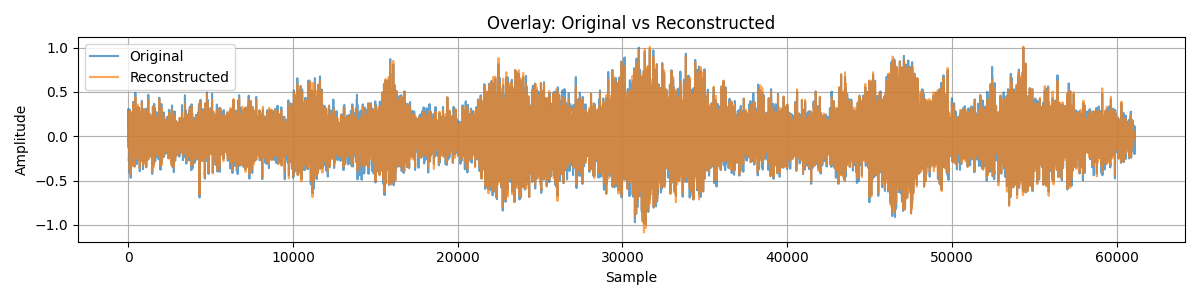 Overlay: Original vs Reconstructed
Original
Reconstructed
Amplitude
1.0
0.5
0.0
−0.5
−1.0
0 10000 20000 30000 40000 50000 60000
Sample